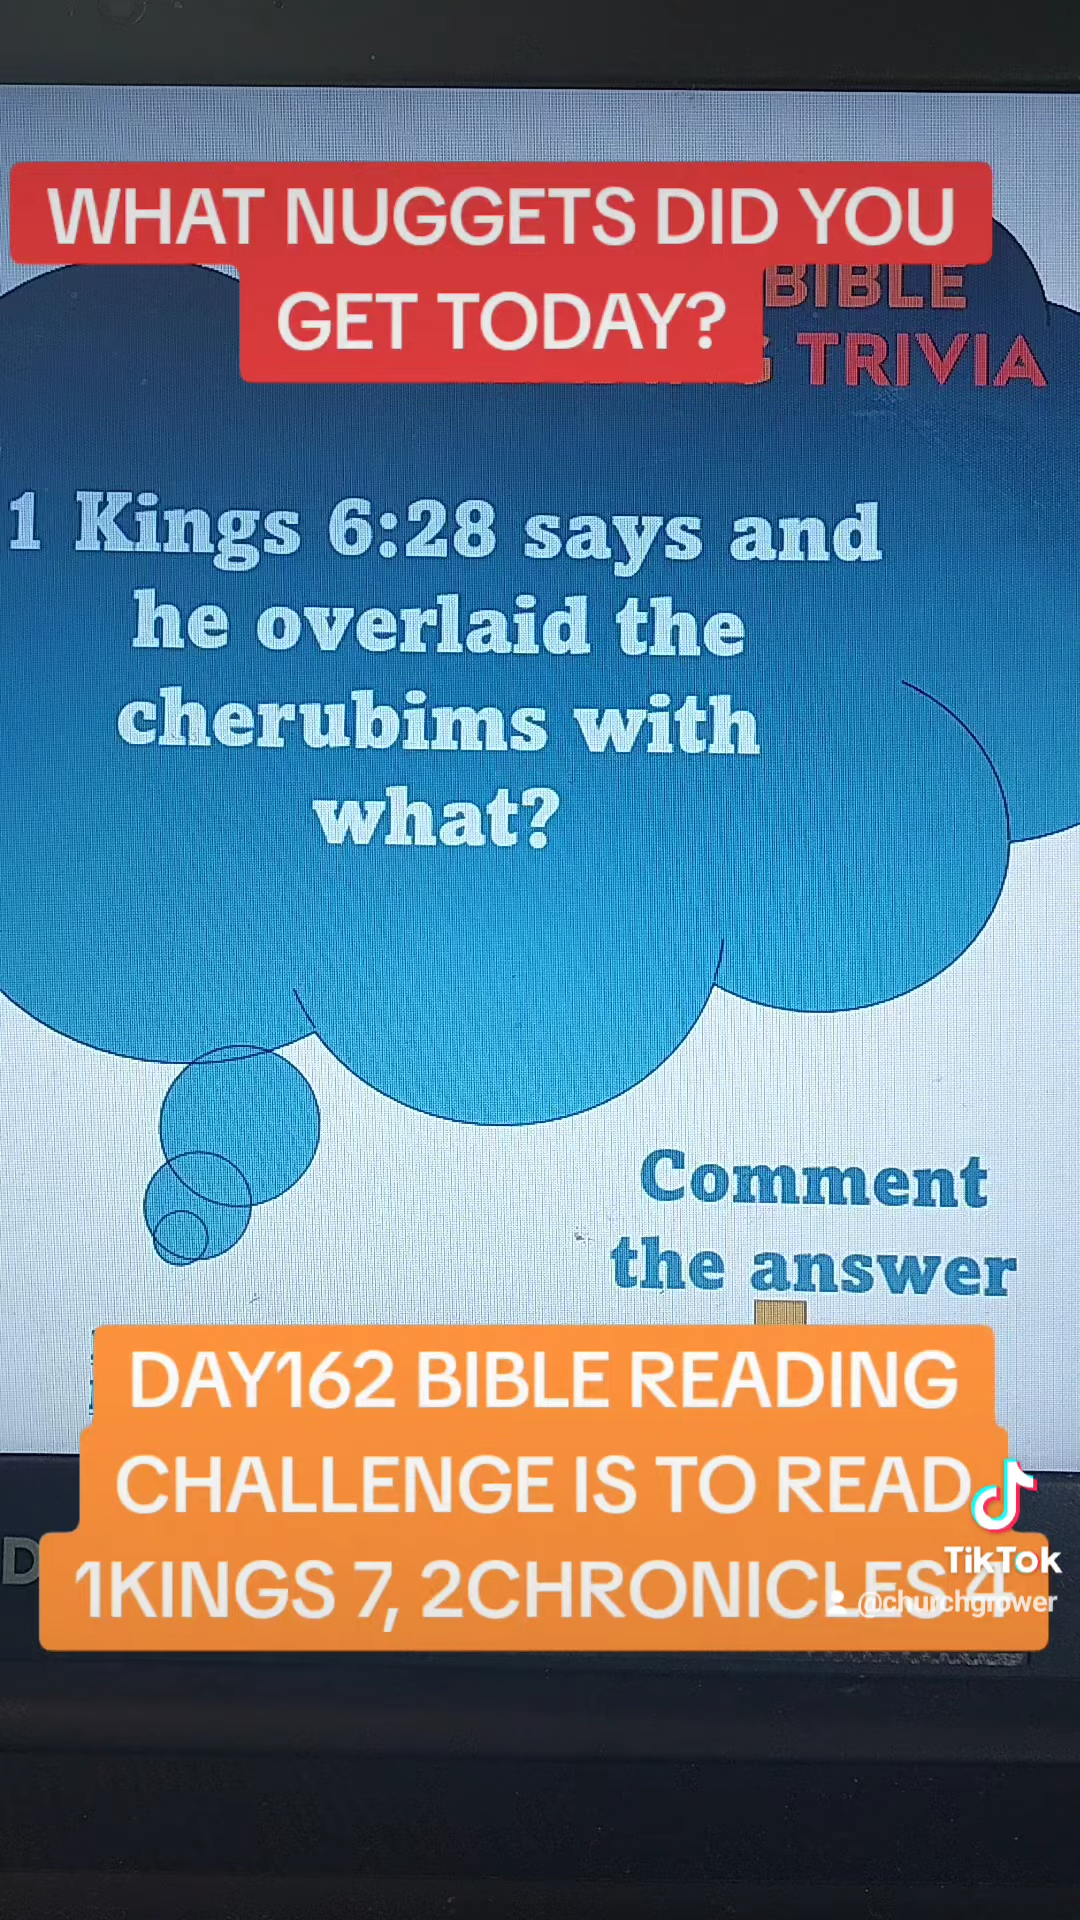 WHAT NUGGETS DID YOU
GET TODAY?
BIBLE
TRIVIA
1 Kings 6:28 says and
he overlaid the
cherubims with
what?
Comment
the answer
DAY162 BIBLE READING
CHALLENGE IS TO READ
1KINGS 7, 2CHRONICLES 4
TikTok
@churchgrower